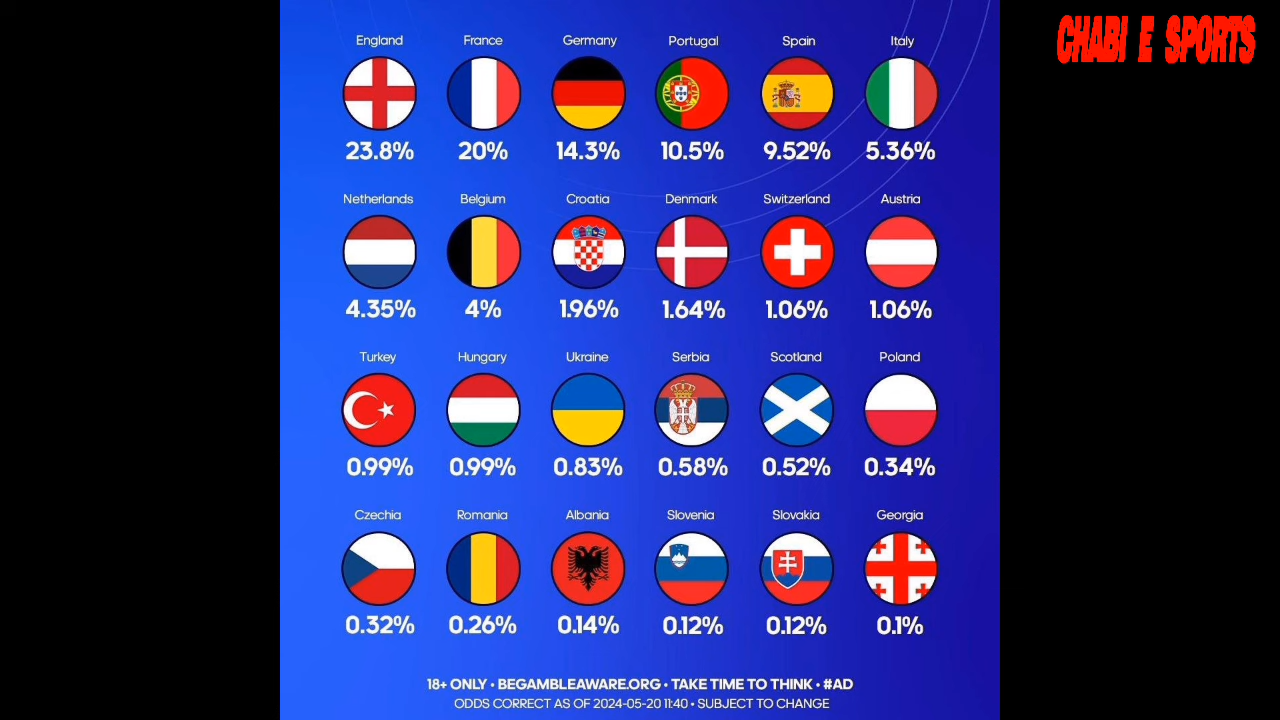 CHABI E SPORTS
England France Germany Portugal Spain Italy
23.8% 20% 14.3% 10.5% 9.52% 5.36%
Netherlands Belgium Croatia Denmark Switzerland Austria
4.35% 4% 1.96% 1.64% 1.06% 1.06%
Turkey Hungary Ukraine Serbia Scotland Poland
0.99% 0.99% 0.83% 0.58% 0.52% 0.34%
Czechia Romania Albania Slovenia Slovakia Georgia
0.32% 0.26% 0.14% 0.12% 0.12% 0.1%
18+ ONLY • BEGAMBLEAWARE.ORG • TAKE TIME TO THINK • #AD
ODDS CORRECT AS OF 2024-05-20 11:40 • SUBJECT TO CHANGE